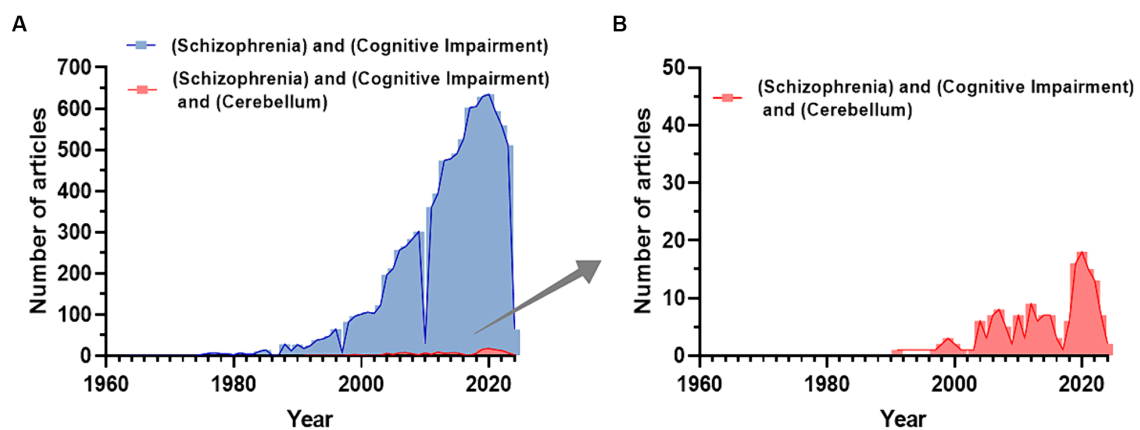 A
(Schizophrenia) and (Cognitive Impairment)
(Schizophrenia) and (Cognitive Impairment)
and (Cerebellum)
Number of articles
700
600
500
400
300
200
100
0
1960
1980
2000
2020
Year
B
(Schizophrenia) and (Cognitive Impairment)
and (Cerebellum)
Number of articles
50
40
30
20
10
0
1960
1980
2000
2020
Year